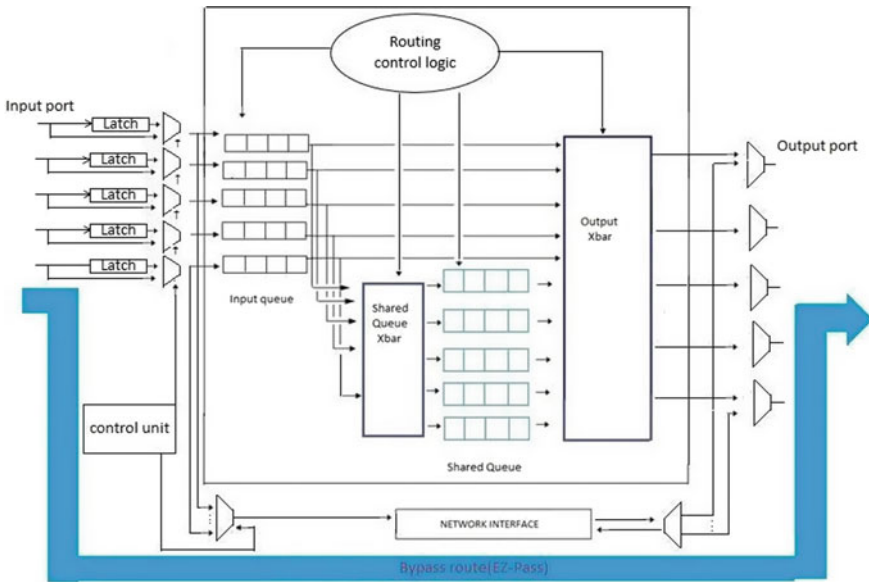 Routing
control logic
Input port
Output port
Latch
Latch
Latch
Latch
Latch
Input queue
Shared
Queue
Xbar
Output
Xbar
control unit
Shared Queue
NETWORK INTERFACE
Bypass route(EZ-Pass)